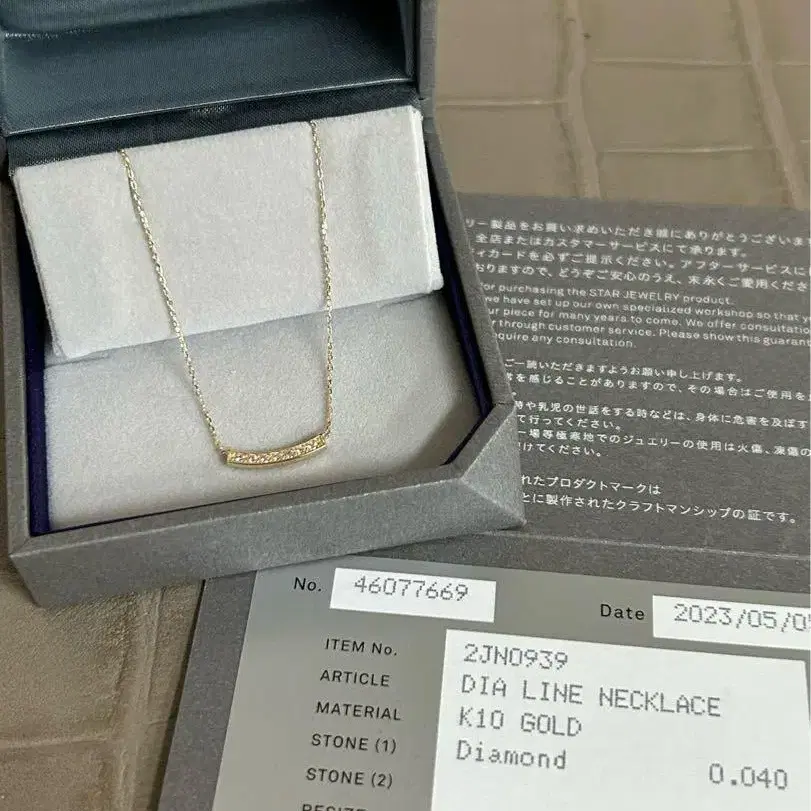 リー製品をお買い求めいただき誠にありがとうございま
全店またはカスタマーサービスにて承ります。
ィカードを必ずご提示ください。アフターサービスに
おりますので、どうぞご安心のうえ、末永くご愛用くださ
for purchasing the STAR JEWELRY product.
we have set up our own specialized workshop so that y
ur piece for many years to come. We offer consultat
r through customer service. Please show this guaran
quire any consultation.
ご一読いただきますようお願い申し上げます。
を感じることがありますので、その場合はご使用を
時や乳児の世話をする時などは、身体に危害を及ぼす
て行ってください。
ー場等極寒地でのジュエリーの使用は火傷、凍傷の
けてください。
れたプロダクトマークは
とに製作されたクラフトマンシップの証です。
No. 46077669
Date 2023/05/0
ITEM No. 2JN0939
ARTICLE DIA LINE NECKLACE
MATERIAL K10 GOLD
STONE (1) Diamond 0.040
STONE (2)